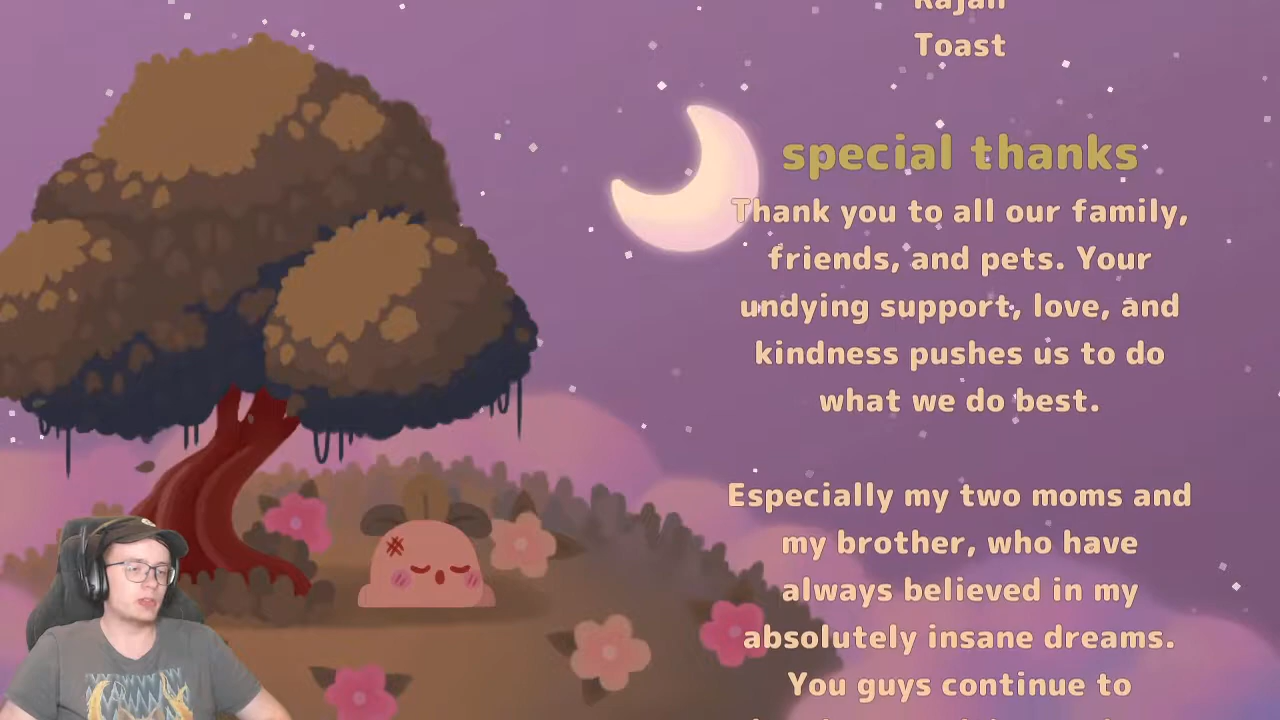 Rajan
Toast
special thanks
Thank you to all our family,
friends, and pets. Your
undying support, love, and
kindness pushes us to do
what we do best.
Especially my two moms and
my brother, who have
always believed in my
absolutely insane dreams.
You guys continue to